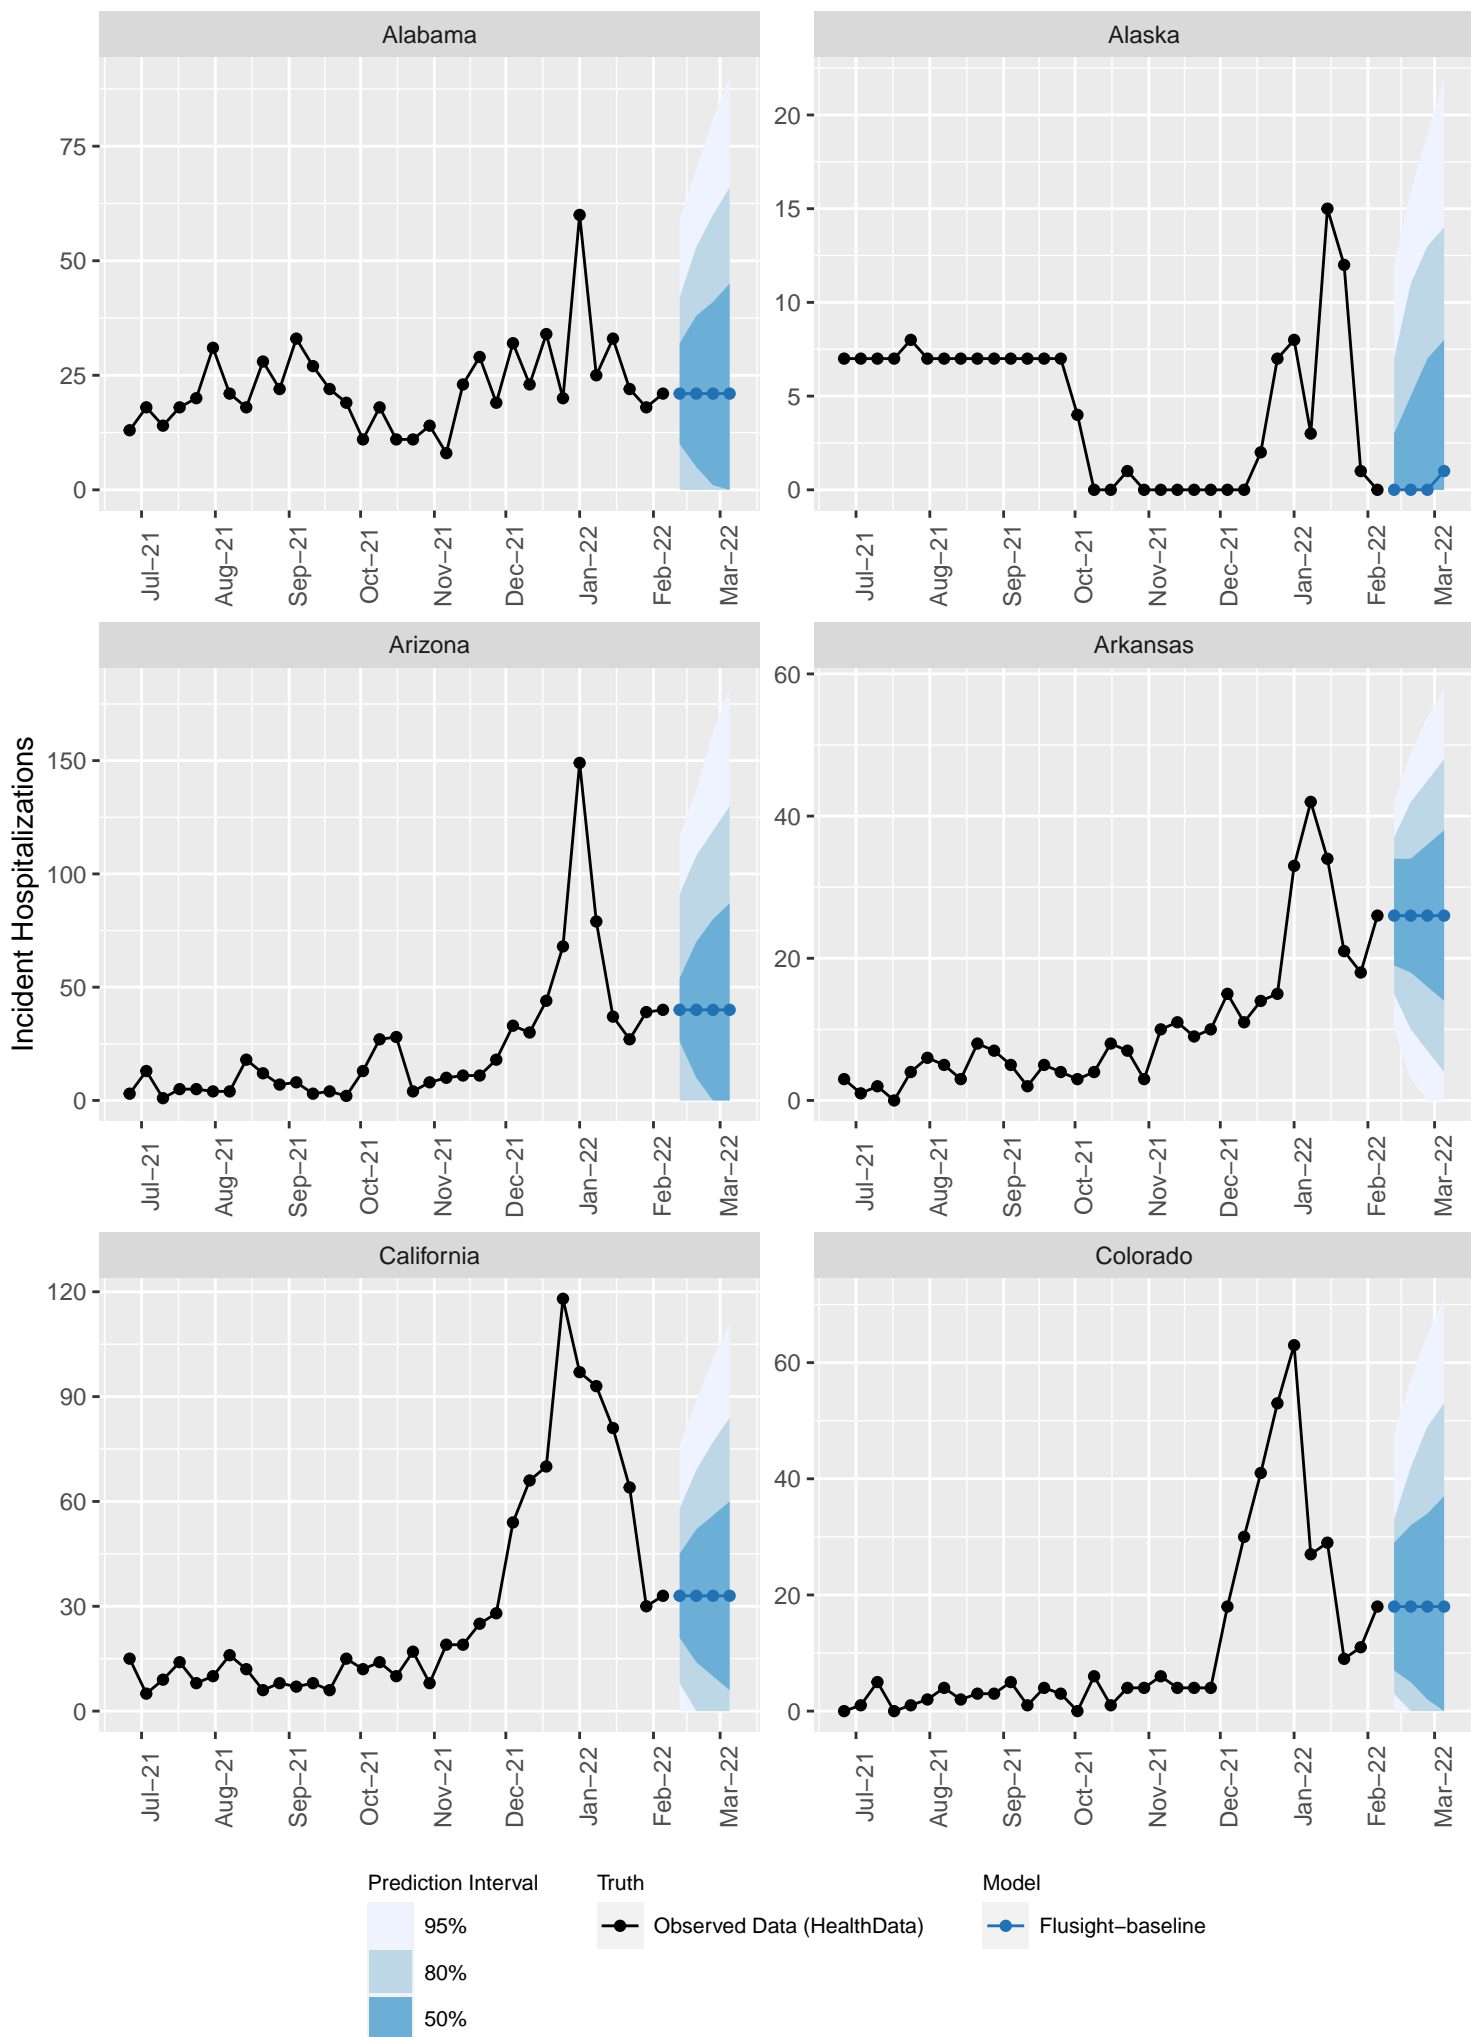 Alabama
Alaska
75
50
25
0
20
15
10
5
0
Jul−21
Aug−21
Sep−21
Oct−21
Nov−21
Dec−21
Jan−22
Feb−22
Mar−22
Jul−21
Aug−21
Sep−21
Oct−21
Nov−21
Dec−21
Jan−22
Feb−22
Mar−22
Incident Hospitalizations
Arizona
Arkansas
150
100
50
0
60
40
20
0
Jul−21
Aug−21
Sep−21
Oct−21
Nov−21
Dec−21
Jan−22
Feb−22
Mar−22
Jul−21
Aug−21
Sep−21
Oct−21
Nov−21
Dec−21
Jan−22
Feb−22
Mar−22
California
Colorado
120
90
60
30
0
60
40
20
0
Jul−21
Aug−21
Sep−21
Oct−21
Nov−21
Dec−21
Jan−22
Feb−22
Mar−22
Jul−21
Aug−21
Sep−21
Oct−21
Nov−21
Dec−21
Jan−22
Feb−22
Mar−22
Prediction Interval
95%
80%
50%
Truth
Observed Data (HealthData)
Model
Flusight−baseline